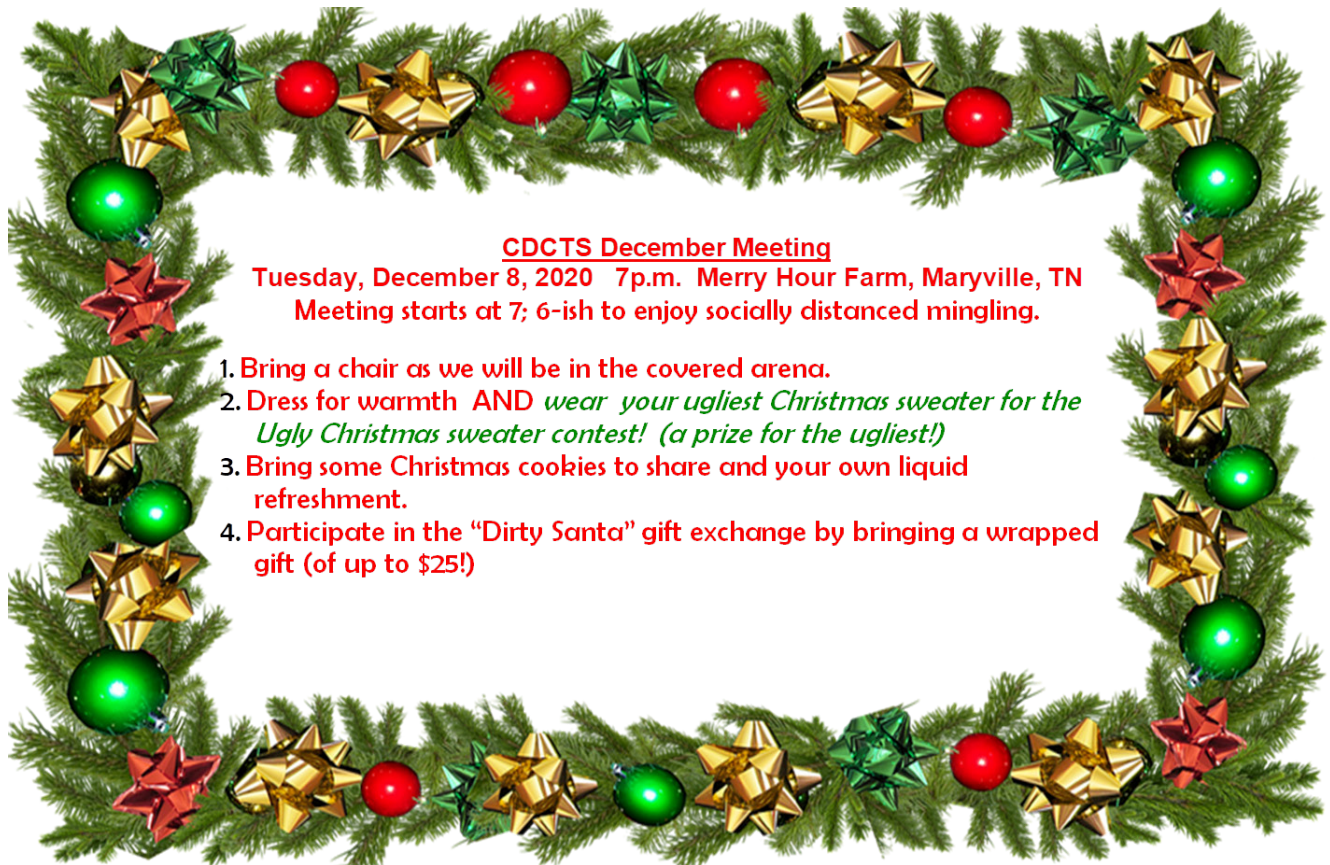 CDCTS December Meeting
Tuesday, December 8, 2020 7p.m. Merry Hour Farm, Maryville, TN
Meeting starts at 7; 6-ish to enjoy socially distanced mingling.
1. Bring a chair as we will be in the covered arena.
2. Dress for warmth AND wear your ugliest Christmas sweater for the
Ugly Christmas sweater contest! (a prize for the ugliest!)
3. Bring some Christmas cookies to share and your own liquid
refreshment.
4. Participate in the “Dirty Santa” gift exchange by bringing a wrapped
gift (of up to $25!)